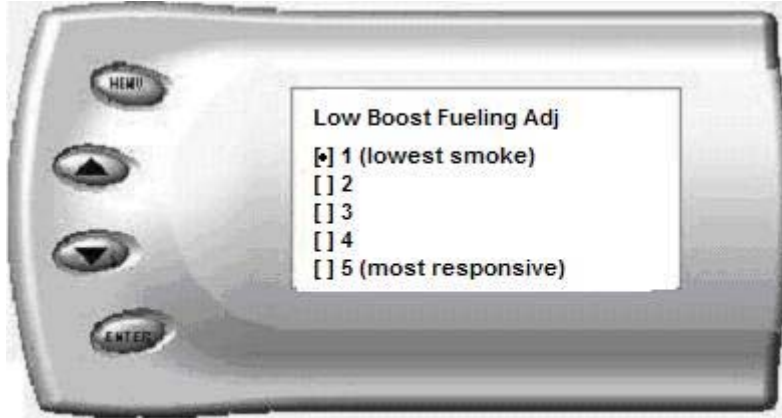 MENU
Low Boost Fueling Adj
[•] 1 (lowest smoke)
[ ] 2
[ ] 3
[ ] 4
[ ] 5 (most responsive)
ENTER